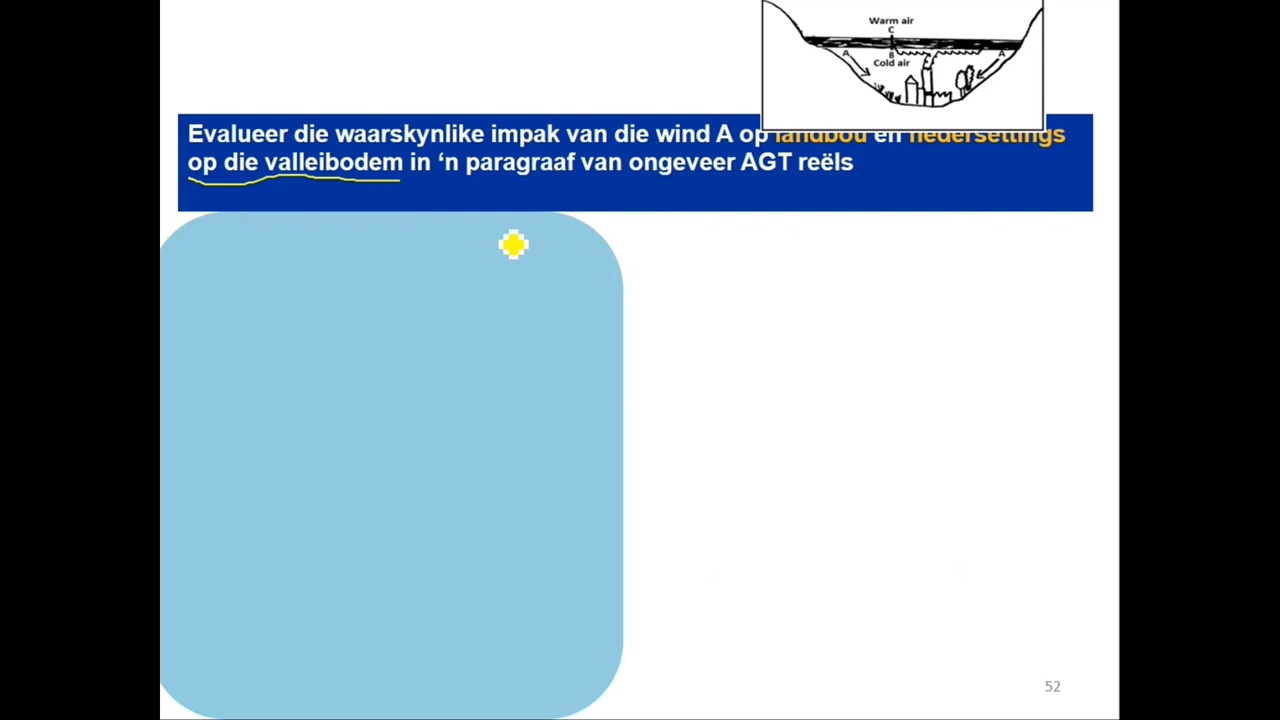 Warm air
C
A
B
A
Cold air
Evalueer die waarskynlike impak van die wind A op landbou en nedersettings
op die valleibodem in ‘n paragraaf van ongeveer AGT reëls
52